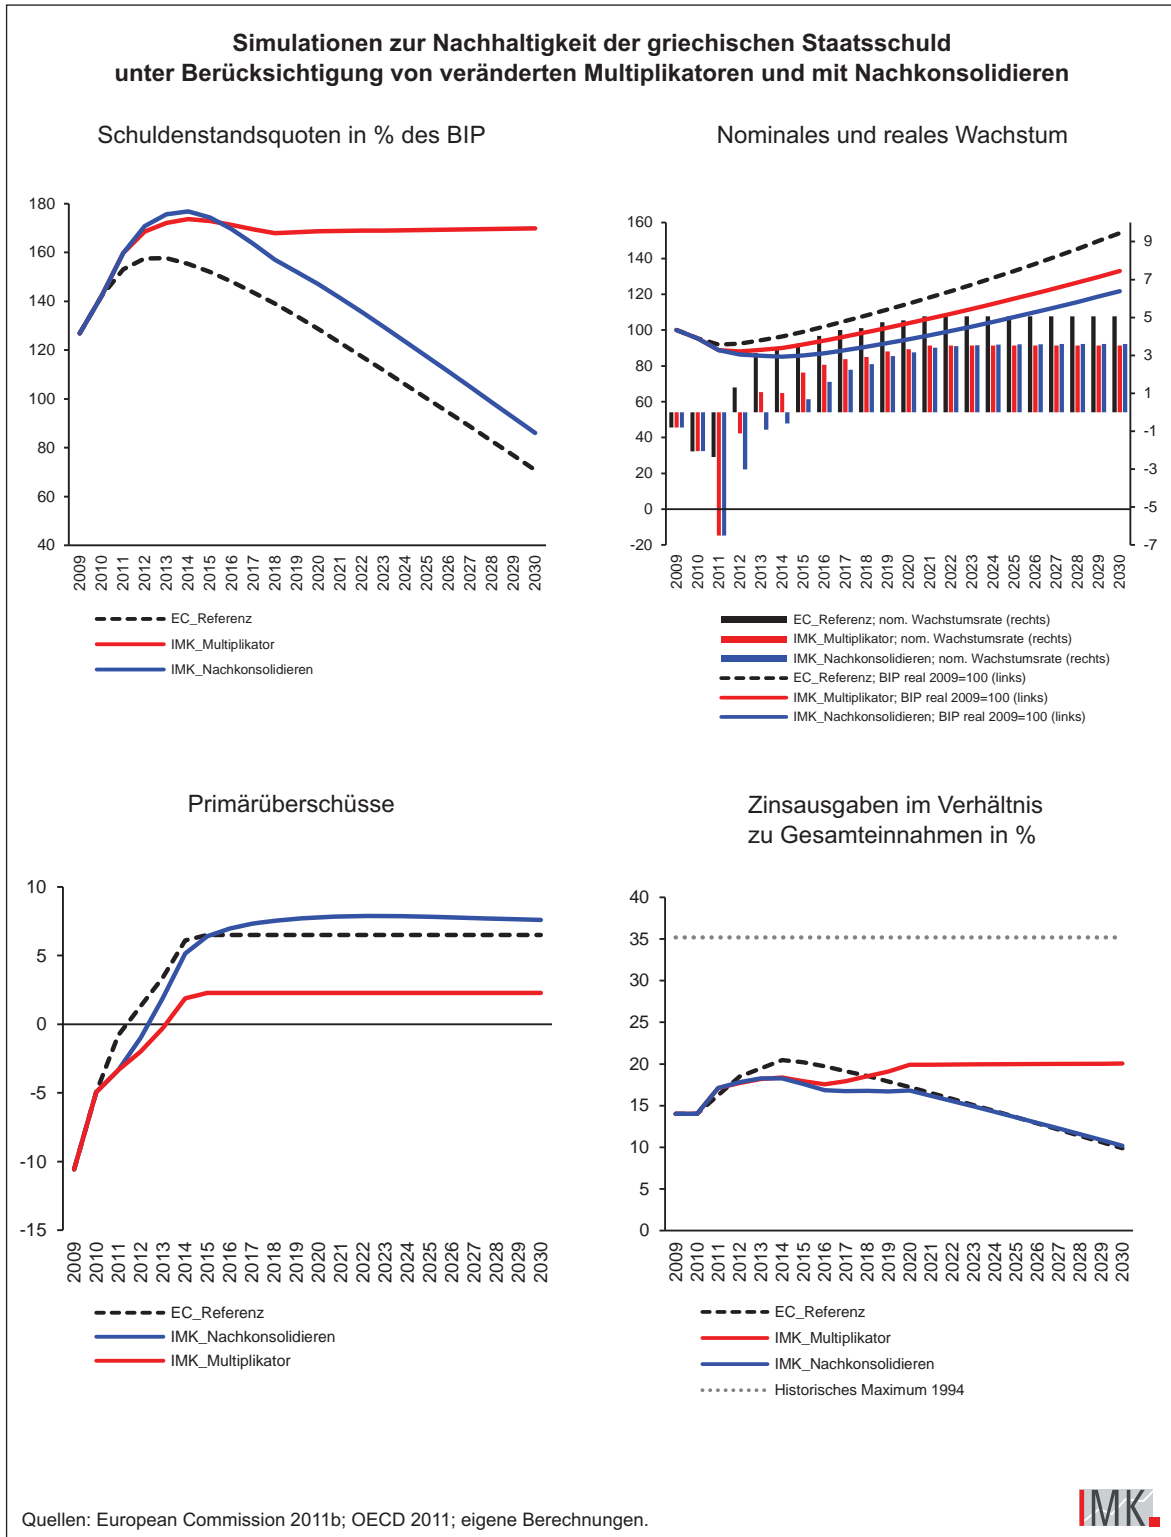 Simulationen zur Nachhaltigkeit der griechischen Staatsschuld
unter Berücksichtigung von veränderten Multiplikatoren und mit Nachkonsolidieren
Schuldenstandsquoten in % des BIP
180
160
140
120
100
80
60
40
2009 2010 2011 2012 2013 2014 2015 2016 2017 2018 2019 2020 2021 2022 2023 2024 2025 2026 2027 2028 2029 2030
EC_Referenz
IMK_Multiplikator
IMK_Nachkonsolidieren
Nominales und reales Wachstum
160
140
120
100
80
60
40
20
0
-20
9
7
5
3
1
-1
-3
-5
-7
2009 2010 2011 2012 2013 2014 2015 2016 2017 2018 2019 2020 2021 2022 2023 2024 2025 2026 2027 2028 2029 2030
EC_Referenz; nom. Wachstumsrate (rechts)
IMK_Multiplikator; nom. Wachstumsrate (rechts)
IMK_Nachkonsolidieren; nom. Wachstumsrate (rechts)
EC_Referenz; BIP real 2009=100 (links)
IMK_Multiplikator; BIP real 2009=100 (links)
IMK_Nachkonsolidieren; BIP real 2009=100 (links)
Primärüberschüsse
10
5
0
-5
-10
-15
2009 2010 2011 2012 2013 2014 2015 2016 2017 2018 2019 2020 2021 2022 2023 2024 2025 2026 2027 2028 2029 2030
EC_Referenz
IMK_Nachkonsolidieren
IMK_Multiplikator
Zinsausgaben im Verhältnis
zu Gesamteinnahmen in %
40
35
30
25
20
15
10
5
0
2009 2010 2011 2012 2013 2014 2015 2016 2017 2018 2019 2020 2021 2022 2023 2024 2025 2026 2027 2028 2029 2030
EC_Referenz
IMK_Multiplikator
IMK_Nachkonsolidieren
Historisches Maximum 1994
Quellen: European Commission 2011b; OECD 2011; eigene Berechnungen.
IMK